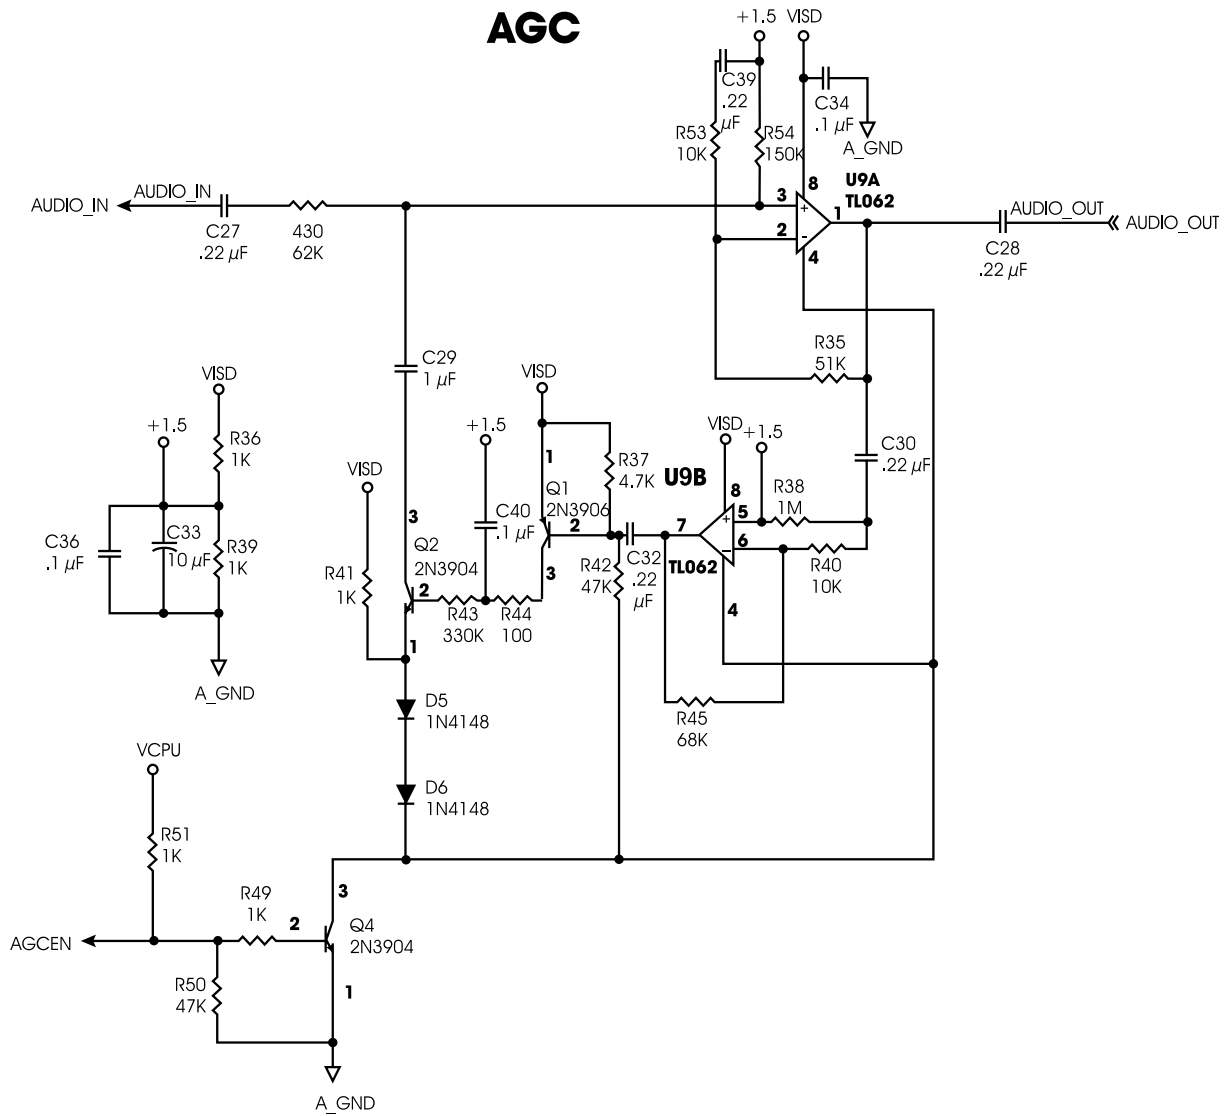 AGC
+1.5 VISD
C39
.22
µF
C34
.1 µF
R53
10K
R54
150K
A_GND
U9A
TL062
8
3
+
1
2
-
4
AUDIO_IN
AUDIO_IN
C27
.22 µF
430
62K
AUDIO_OUT
AUDIO_OUT
C28
.22 µF
R35
51K
C29
1 µF
VISD
VISD
+1.5
R36
1K
+1.5
VISD
+1.5
C30
.22 µF
VISD
1
R37
4.7K
U9B
8
R38
1M
Q1
2N3906
C40
.1 µF
3
2
7
+
5
-
6
C36
.1 µF
C33
10 µF
R39
1K
Q2
2N3904
R41
1K
2
R43
330K
R44
100
3
R42
47K
C32
.22
µF
TL062
R40
10K
4
1
A_GND
D5
1N4148
R45
68K
VCPU
D6
1N4148
R51
1K
R49
1K
3
2
Q4
2N3904
AGCEN
R50
47K
1
A_GND